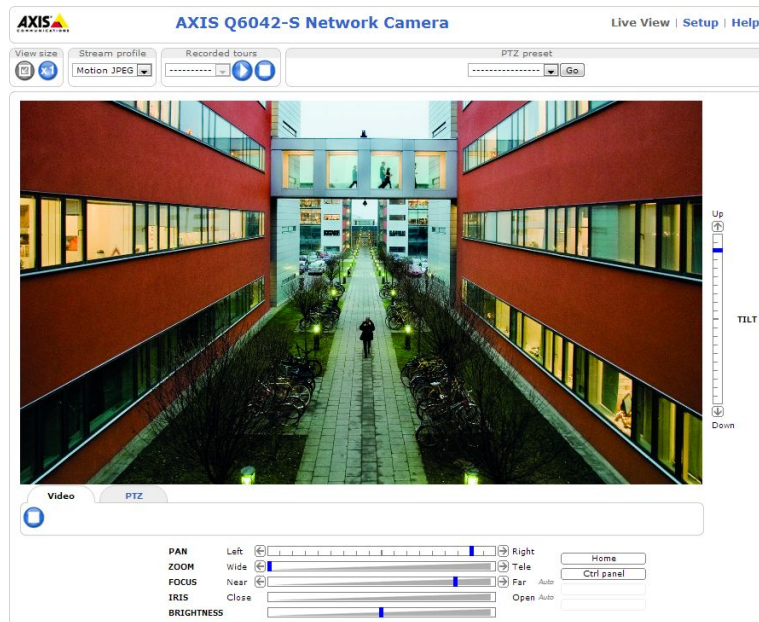 AXIS
COMMUNICATIONS
AXIS Q6042-S Network Camera
Live View | Setup | Help
View size
Stream profile
Recorded tours
PTZ preset
x1
Motion JPEG
----------
----------------
Go
Up
TILT
Down
Video
PTZ
PAN Left Right
Home
ZOOM Wide Tele
Ctrl panel
FOCUS Near Far Auto
IRIS Close Open Auto
BRIGHTNESS